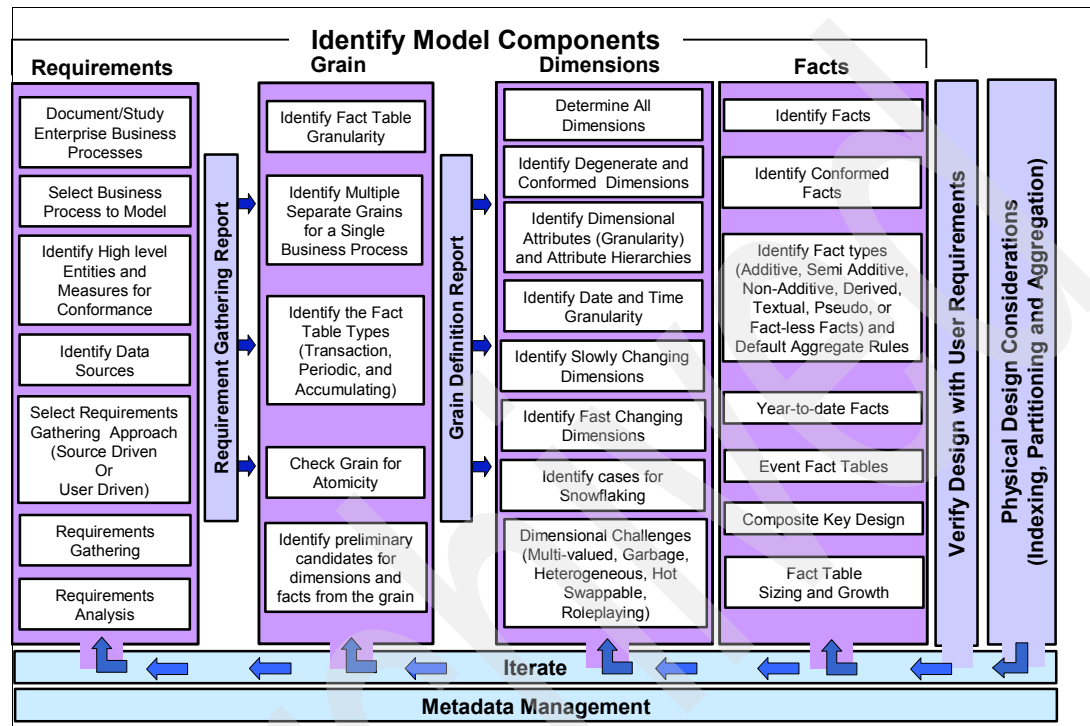 Identify Model Components
Requirements
Document/Study
Enterprise Business
Processes
Select Business
Process to Model
Identify High level
Entities and
Measures for
Conformance
Identify Data
Sources
Select Requirements
Gathering Approach
(Source Driven
Or
User Driven)
Requirements
Gathering
Requirements
Analysis
Requirement Gathering Report
Grain
Identify Fact Table
Granularity
Identify Multiple
Separate Grains
for a Single
Business Process
Identify the Fact
Table Types
(Transaction,
Periodic, and
Accumulating)
Check Grain for
Atomicity
Identify preliminary
candidates for
dimensions and
facts from the grain
Grain Definition Report
Dimensions
Determine All
Dimensions
Identify Degenerate and
Conformed Dimensions
Identify Dimensional
Attributes (Granularity)
and Attribute Hierarchies
Identify Date and Time
Granularity
Identify Slowly Changing
Dimensions
Identify Fast Changing
Dimensions
Identify cases for
Snowflaking
Dimensional Challenges
(Multi-valued, Garbage,
Heterogeneous, Hot
Swappable,
Roleplaying)
Facts
Identify Facts
Identify Conformed
Facts
Identify Fact types
(Additive, Semi Additive,
Non-Additive, Derived,
Textual, Pseudo, or
Fact-less Facts) and
Default Aggregate Rules
Year-to-date Facts
Event Fact Tables
Composite Key Design
Fact Table
Sizing and Growth
Verify Design with User Requirements
Physical Design Considerations
(Indexing, Partitioning and Aggregation)
Iterate
Metadata Management